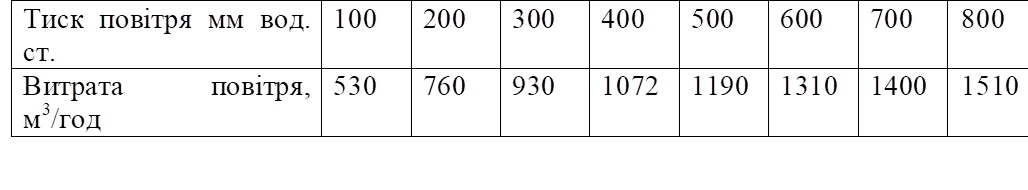 Тиск повітря мм вод. 100 200 300 400 500 600 700 800
ст.
Витрата повітря, 530 760 930 1072 1190 1310 1400 1510
м³/год